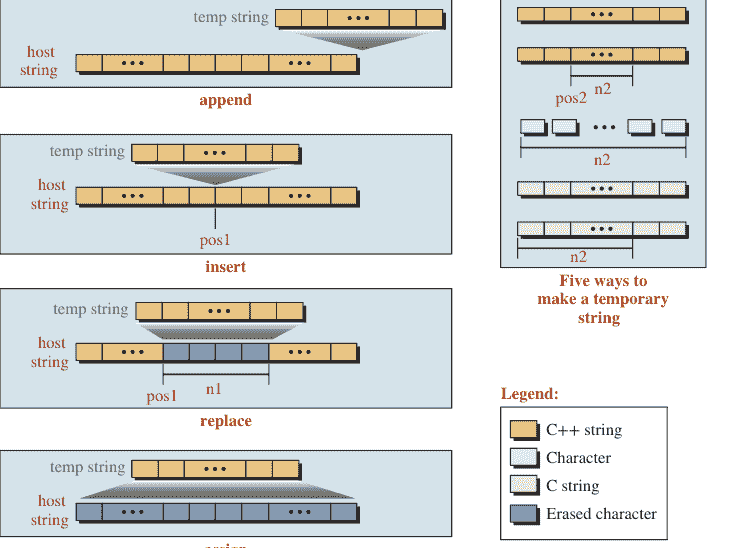 temp string
host
string
append
temp string
host
string
pos1
insert
temp string
host
string
pos1
n1
replace
temp string
host
string
n2
pos2
n2
n2
Five ways to
make a temporary
string
Legend:
C++ string
Character
C string
Erased character